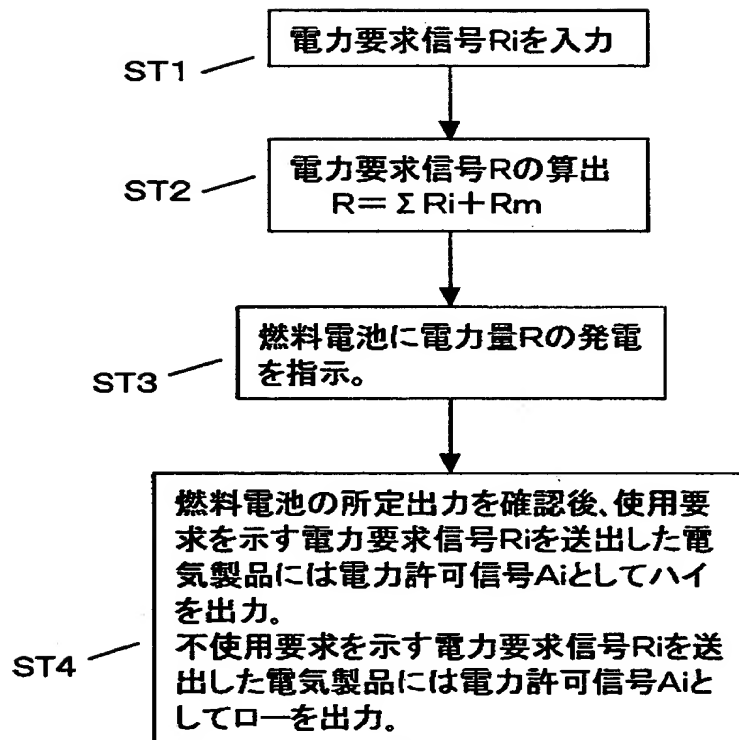 ST1
電力要求信号Riを入力
ST2
電力要求信号Rの算出
R=ΣRi+Rm
ST3
燃料電池に電力量Rの発電
を指示。
ST4
燃料電池の所定出力を確認後、使用要
求を示す電力要求信号Riを送出した電
気製品には電力許可信号Aiとしてハイ
を出力。
不使用要求を示す電力要求信号Riを送
出した電気製品には電力許可信号Aiと
してローを出力。